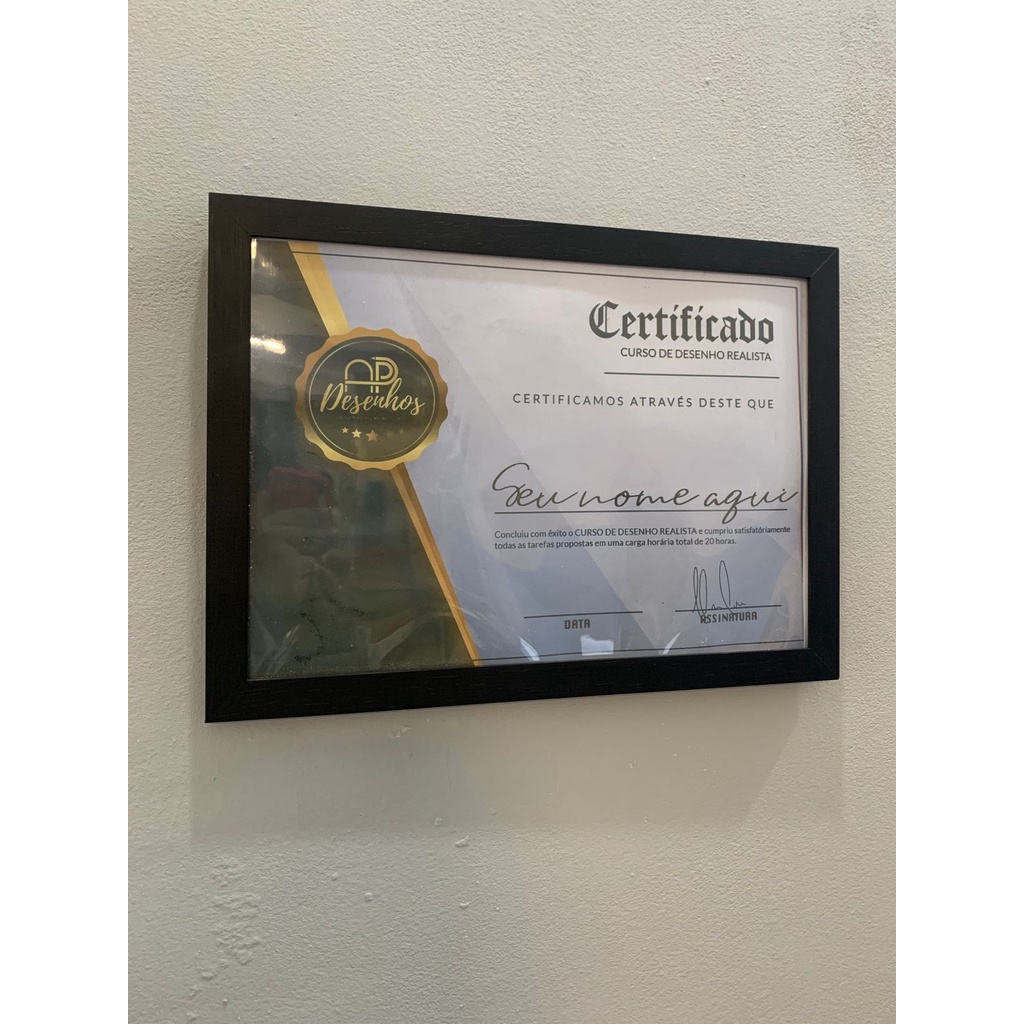 Certificado
CURSO DE DESENHO REALISTA
CERTIFICAMOS ATRAVÉS DESTE QUE
AP
Desenhos
Seu nome aqui
Concluiu com êxito o CURSO DE DESENHO REALISTA e cumpriu satisfatóriamente
todas as tarefas propostas em uma carga horária total de 20 horas.
DATA
ASSINATURA